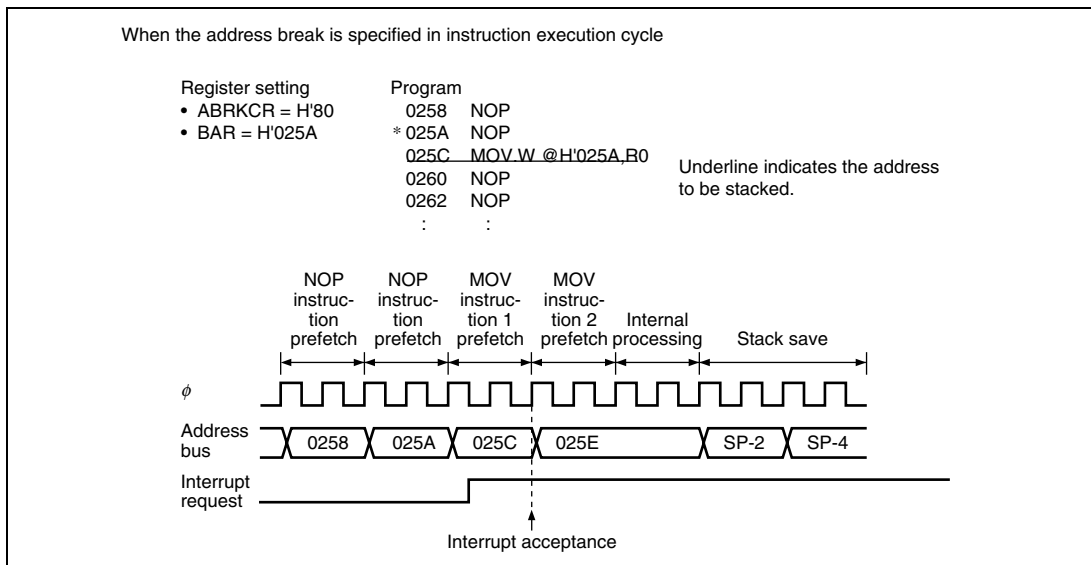 When the address break is specified in instruction execution cycle
Register setting
• ABRKCR = H'80
• BAR = H'025A
Program
0258 NOP
* 025A NOP
025C MOV.W @H'025A,R0
0260 NOP
0262 NOP
: :
Underline indicates the address
to be stacked.
NOP
instruc-
tion
prefetch
NOP
instruc-
tion
prefetch
MOV
instruc-
tion 1
prefetch
MOV
instruc-
tion 2
prefetch
Internal
processing
Stack save
φ
Address
bus
0258 025A 025C 025E SP-2 SP-4
Interrupt
request
Interrupt acceptance